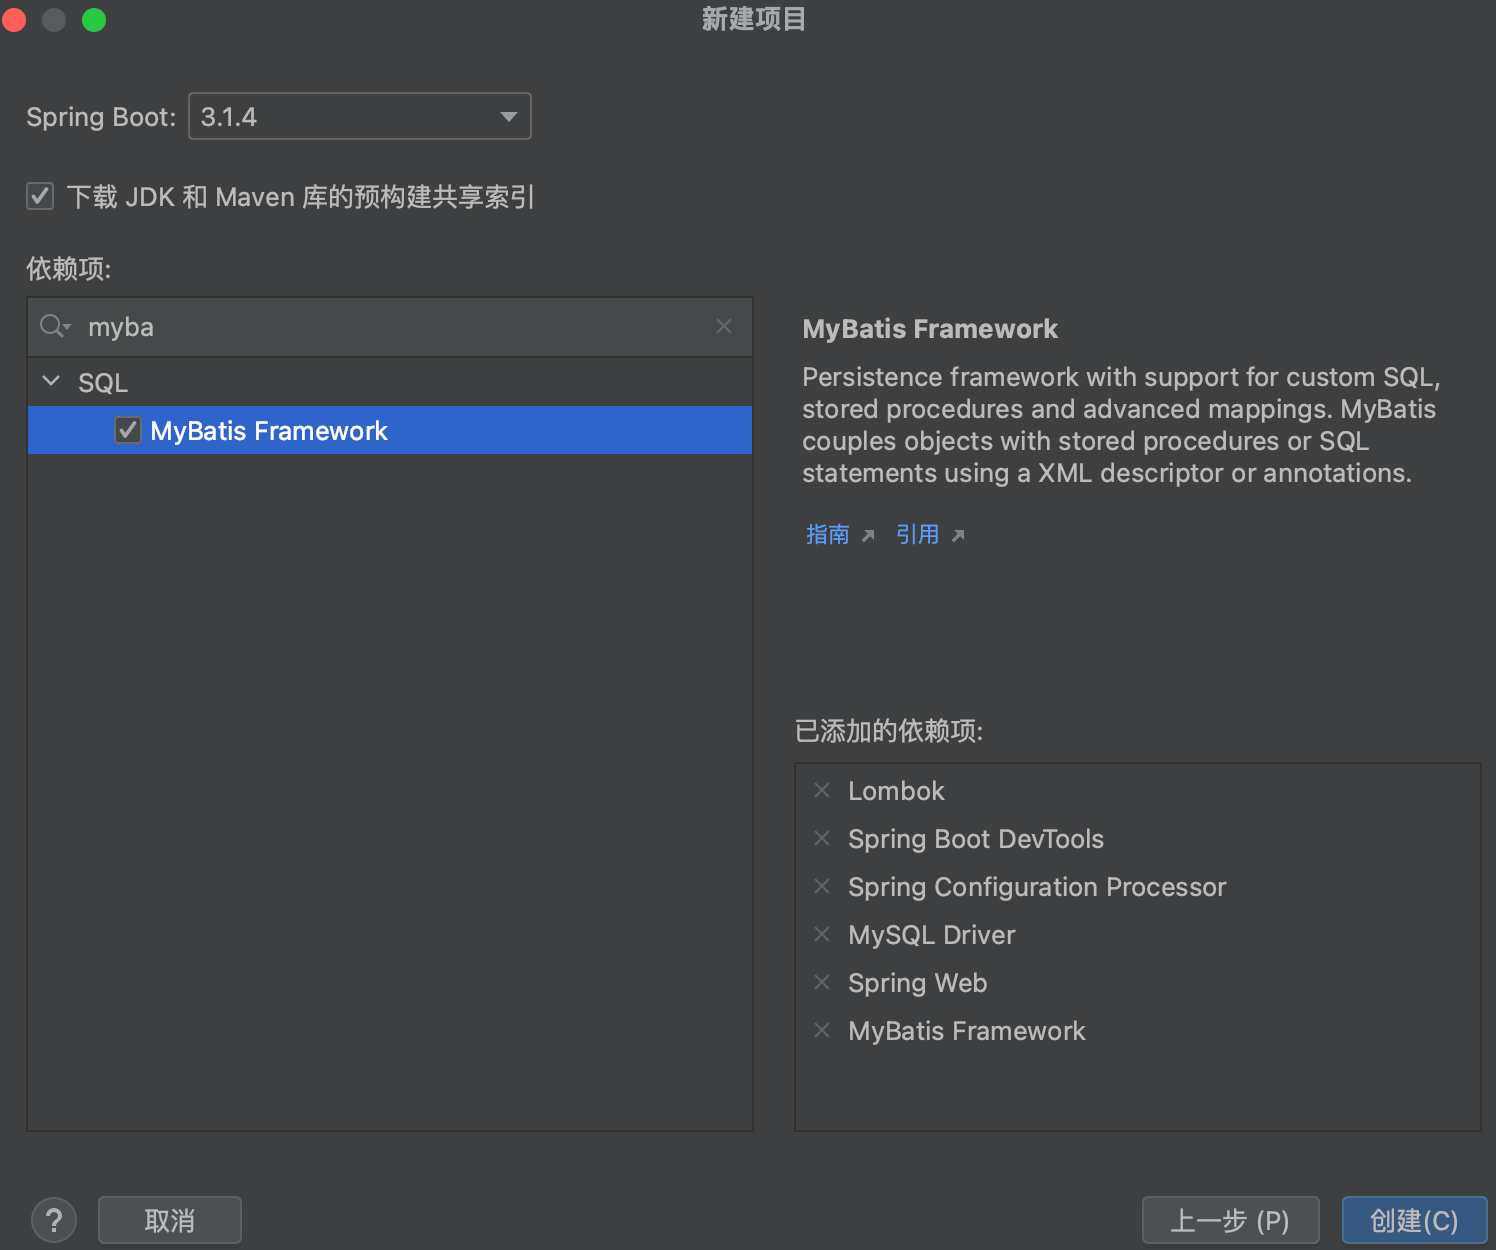 新建项目
Spring Boot: 3.1.4
下载 JDK 和 Maven 库的预构建共享索引
依赖项:
myba
SQL
MyBatis Framework
MyBatis Framework
Persistence framework with support for custom SQL,
stored procedures and advanced mappings. MyBatis
couples objects with stored procedures or SQL
statements using a XML descriptor or annotations.
指南 引用
已添加的依赖项:
Lombok
Spring Boot DevTools
Spring Configuration Processor
MySQL Driver
Spring Web
MyBatis Framework
? 取消 上一步 (P) 创建(C)